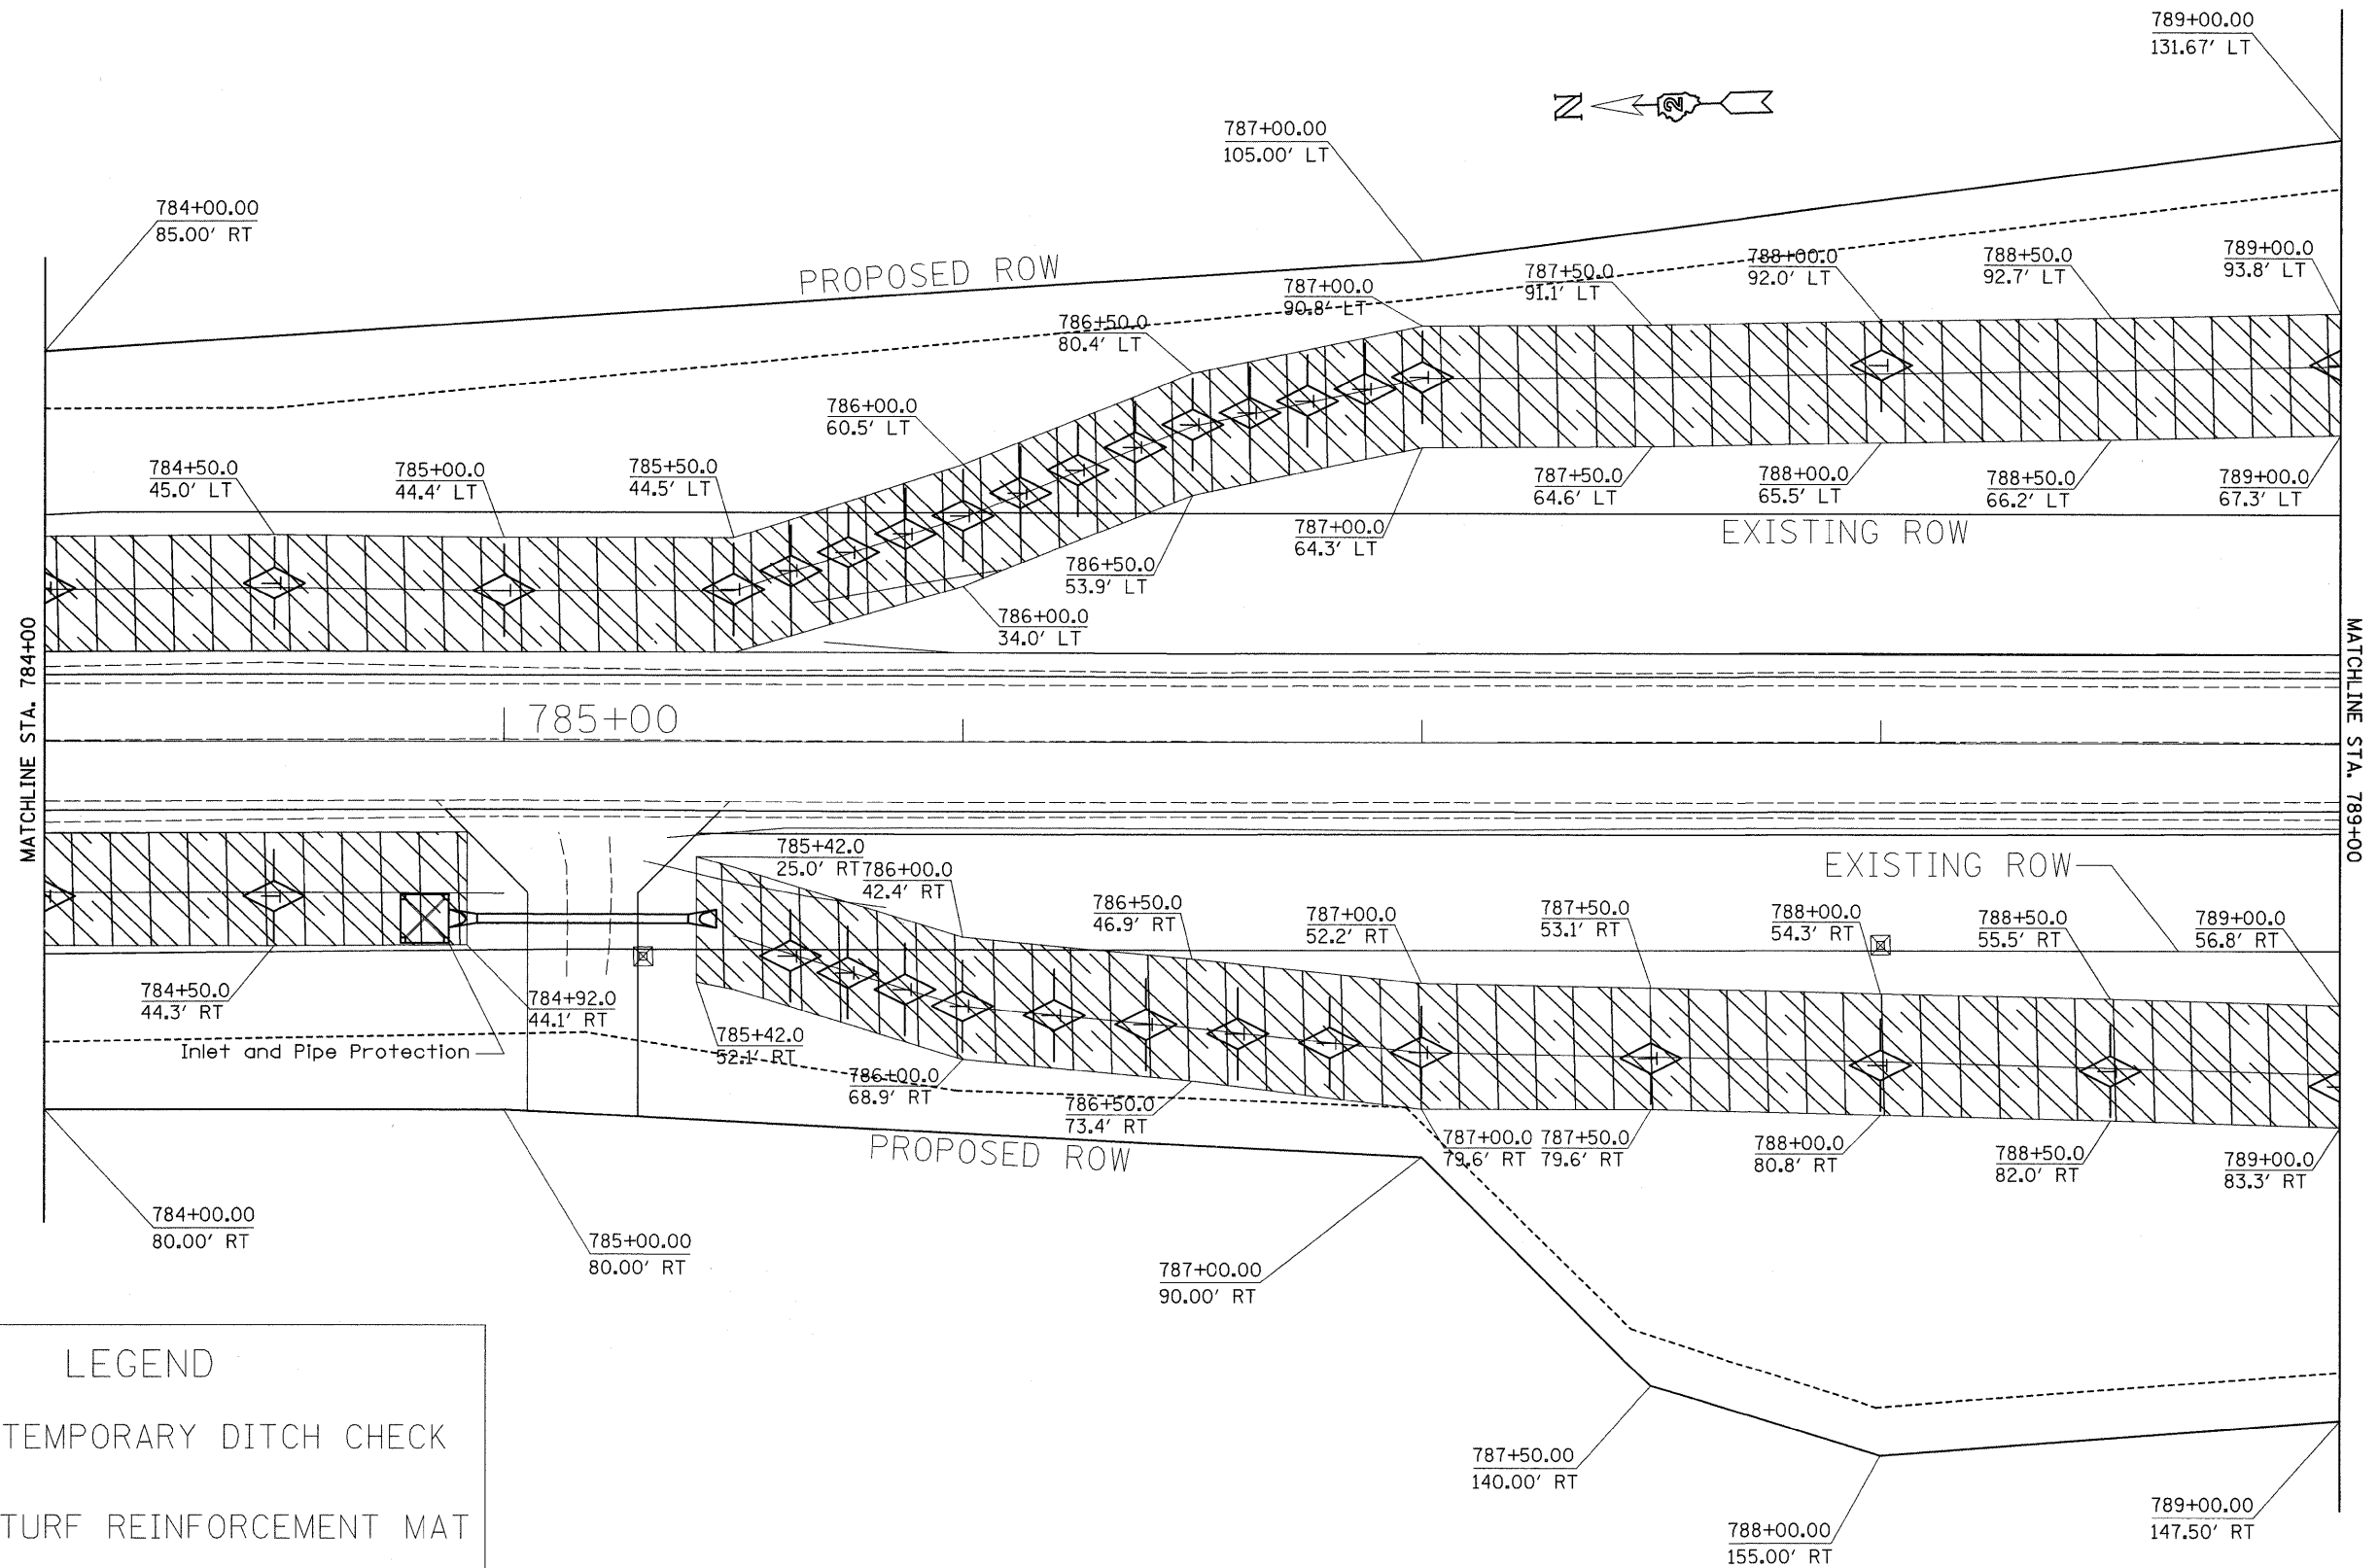 789+00.00
131.67' LT
N
2
787+00.00
105.00' LT
784+00.00
85.00' RT
PROPOSED ROW
788+00.0
92.0' LT
788+50.0
92.7' LT
789+00.0
93.8' LT
787+50.0
91.1' LT
787+00.0
90.8' LT
786+50.0
80.4' LT
786+00.0
60.5' LT
784+50.0
45.0' LT
785+00.0
44.4' LT
785+50.0
44.5' LT
787+50.0
64.6' LT
788+00.0
65.5' LT
788+50.0
66.2' LT
789+00.0
67.3' LT
787+00.0
64.3' LT
EXISTING ROW
786+50.0
53.9' LT
786+00.0
34.0' LT
MATCHLINE STA. 784+00
MATCHLINE STA. 789+00
785+00
785+42.0
25.0' RT
786+00.0
42.4' RT
EXISTING ROW
786+50.0
46.9' RT
787+00.0
52.2' RT
787+50.0
53.1' RT
788+00.0
54.3' RT
788+50.0
55.5' RT
789+00.0
56.8' RT
784+50.0
44.3' RT
784+92.0
44.1' RT
Inlet and Pipe Protection
785+42.0
52.1' RT
786+00.0
68.9' RT
786+50.0
73.4' RT
PROPOSED ROW
787+00.0
79.6' RT
787+50.0
79.6' RT
788+00.0
80.8' RT
788+50.0
82.0' RT
789+00.0
83.3' RT
784+00.00
80.00' RT
785+00.00
80.00' RT
787+00.00
90.00' RT
787+50.00
140.00' RT
788+00.00
155.00' RT
789+00.00
147.50' RT
LEGEND
TEMPORARY DITCH CHECK
TURF REINFORCEMENT MAT